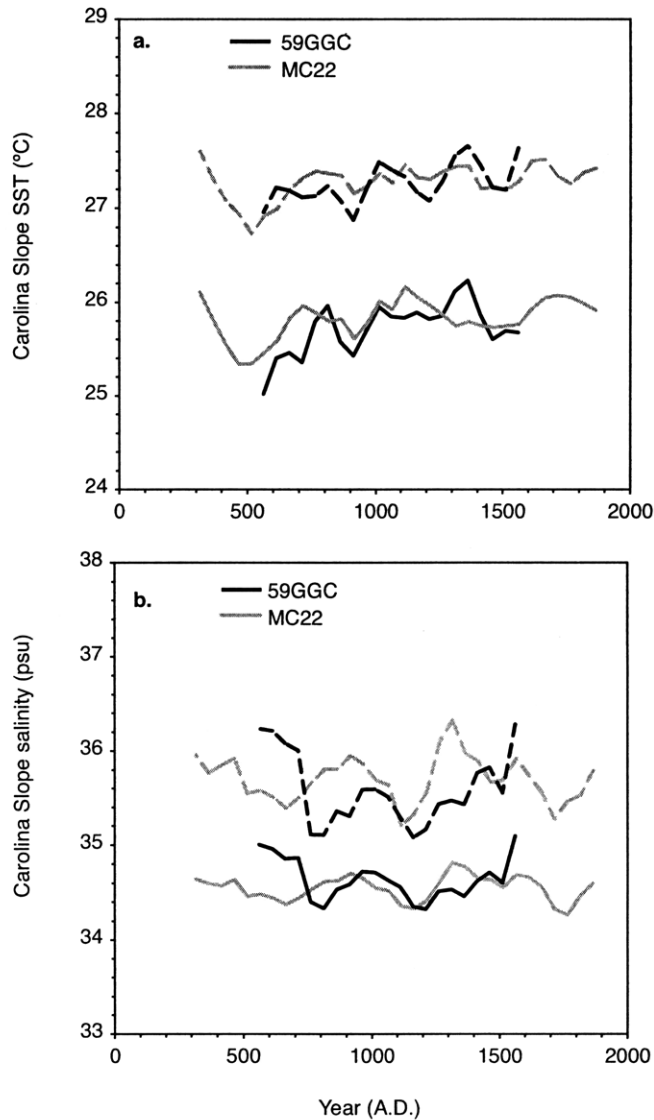 29
a.
59GGC
MC22
28
27
26
25
24
Carolina Slope SST (ºC)
0
500
1000
1500
2000
38
b.
59GGC
MC22
37
36
35
34
33
Carolina Slope salinity (psu)
0
500
1000
1500
2000
Year (A.D.)